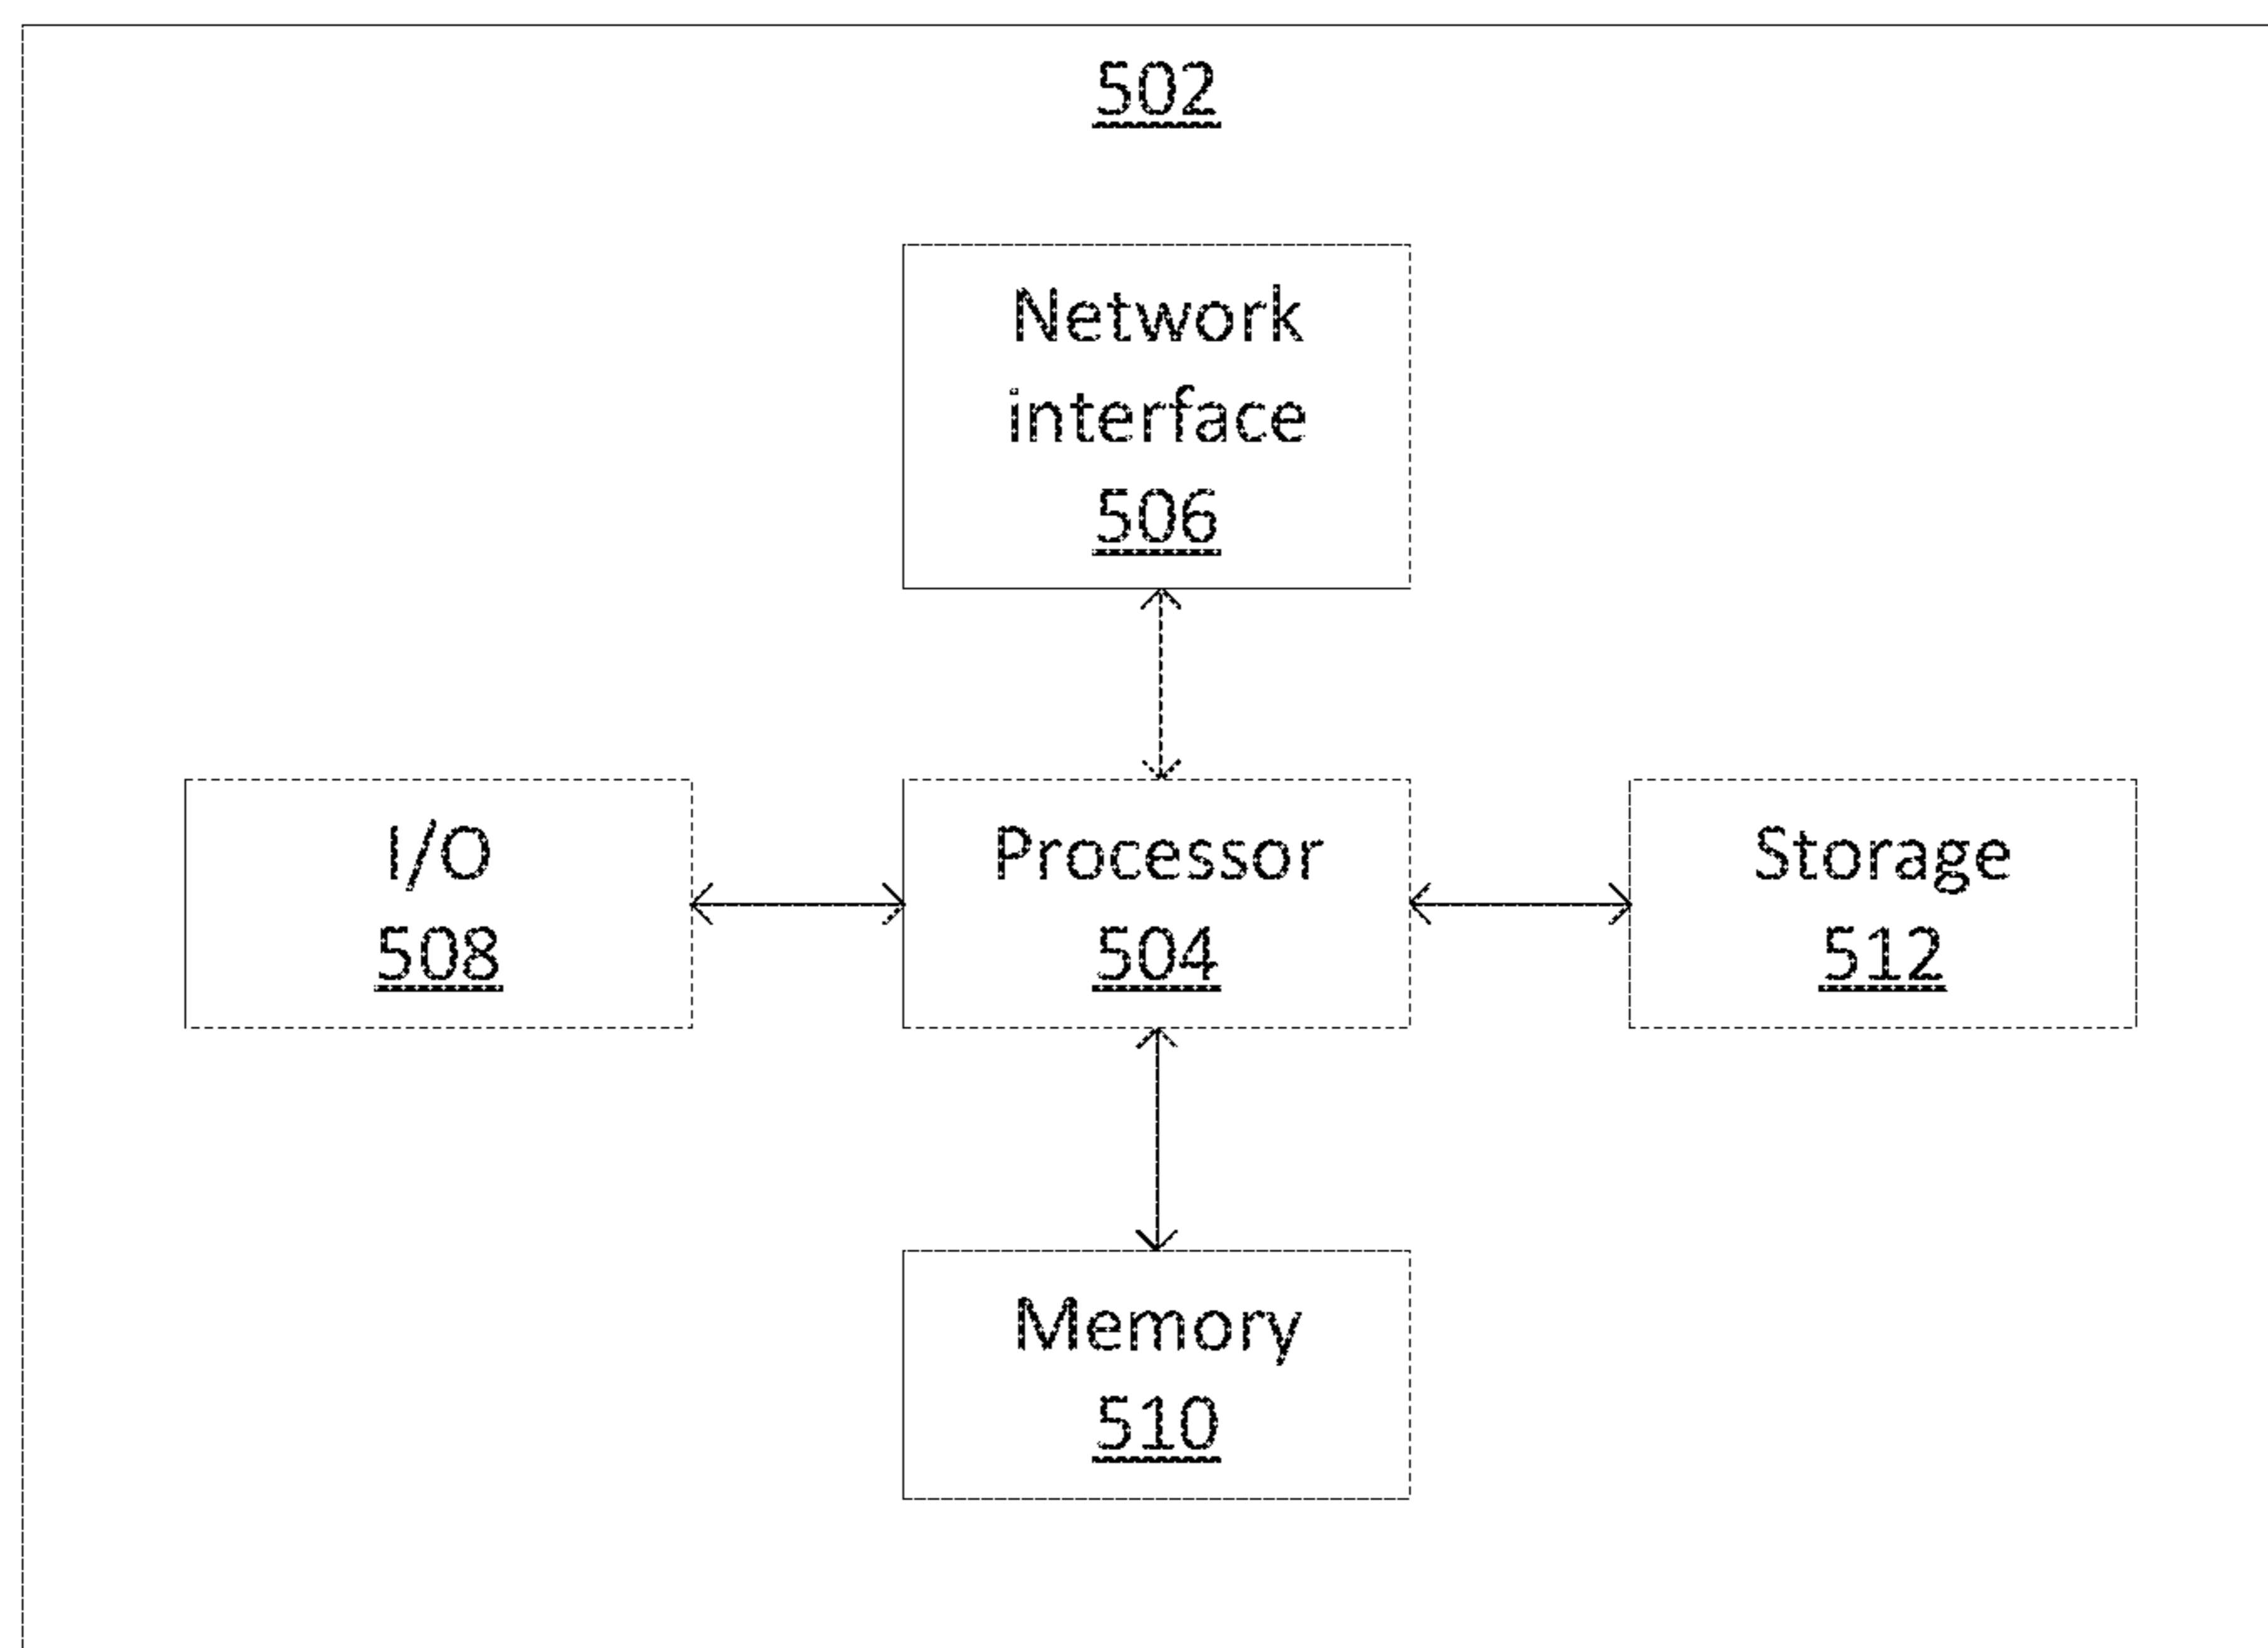 502
Network
interface
506
I/O
508
Processor
504
Storage
512
Memory
510